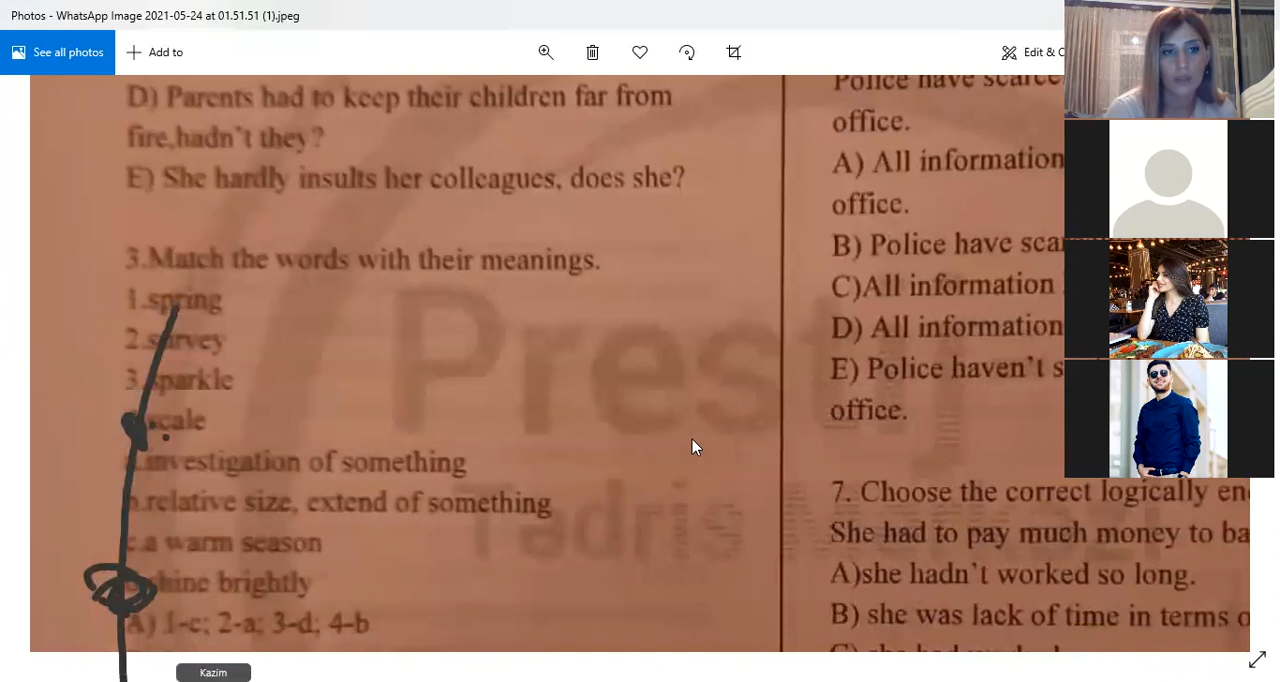 Photos - WhatsApp Image 2021-05-24 at 01.51.51 (1).jpeg
See all photos
Add to
Edit & C
D) Parents had to keep their children far from
fire,hadn't they?
E) She hardly insults her colleagues, does she?
3.Match the words with their meanings.
1.spring
2.survey
3.sparkle
scale
investigation of something
.relative size, extend of something
.a warm season
shine brightly
A) 1-c; 2-a; 3-d; 4-b
Police have scarce
office.
A) All information
office.
B) Police have sca
C)All information
D) All information
E) Police haven't s
office.
7. Choose the correct logically en
She had to pay much money to ba
A)she hadn't worked so long.
B) she was lack of time in terms o
Prestij
Tədris Mərkəzi
Kazim